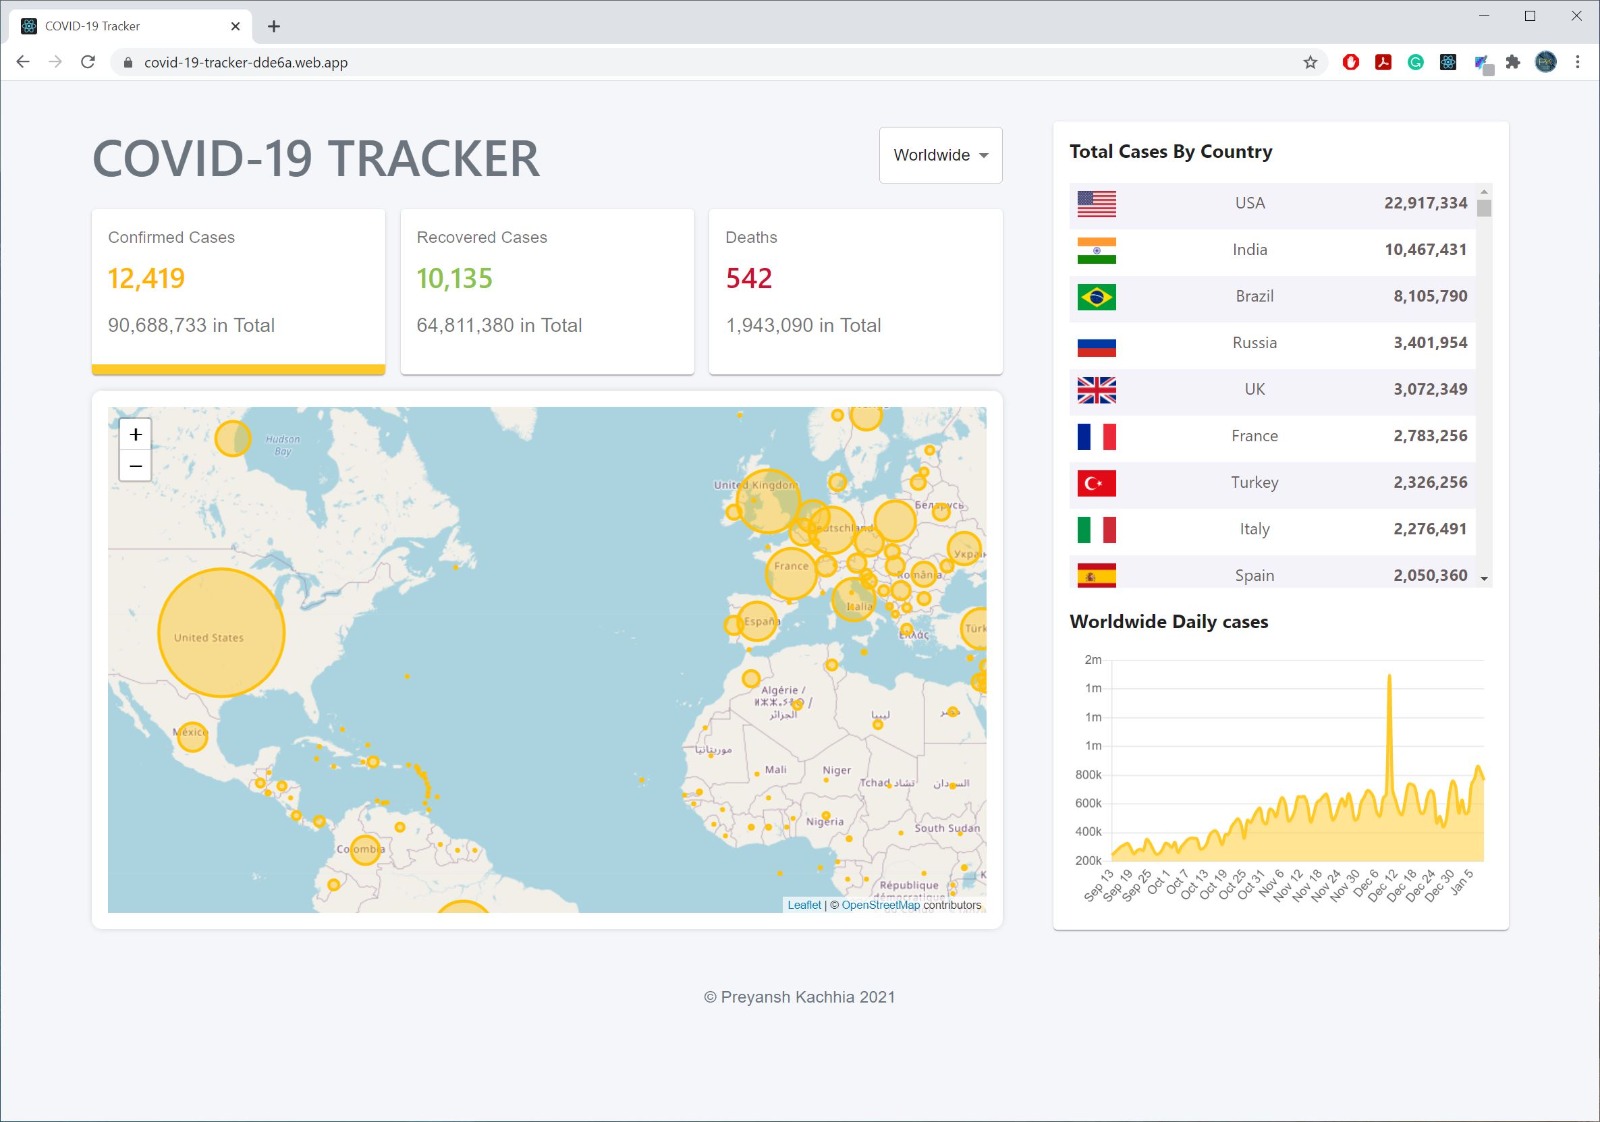 COVID-19 Tracker
covid-19-tracker-dde6a.web.app
COVID-19 TRACKER
Worldwide
Confirmed Cases
12,419
90,688,733 in Total
Recovered Cases
10,135
64,811,380 in Total
Deaths
542
1,943,090 in Total
+
−
Hudson
Bay
United Kingdom
Беларусь
Deutschland
France
România
Italia
España
Ελλάς
United States
México
Algérie /
الجزائر
ليبيا
مصر
موريتانيا
Mali
Niger
Tchad تشاد
السودان
Nigeria
South Sudan
Colombia
République
démocratique
Leaflet | © OpenStreetMap contributors
Total Cases By Country
USA 22,917,334
India 10,467,431
Brazil 8,105,790
Russia 3,401,954
UK 3,072,349
France 2,783,256
Turkey 2,326,256
Italy 2,276,491
Spain 2,050,360
Worldwide Daily cases
2m
1m
1m
1m
800k
600k
400k
200k
Sep 13 Sep 19 Sep 25 Oct 1 Oct 7 Oct 13 Oct 19 Oct 25 Oct 31 Nov 6 Nov 12 Nov 18 Nov 24 Nov 30 Dec 6 Dec 12 Dec 18 Dec 24 Dec 30 Jan 5
© Preyansh Kachhia 2021